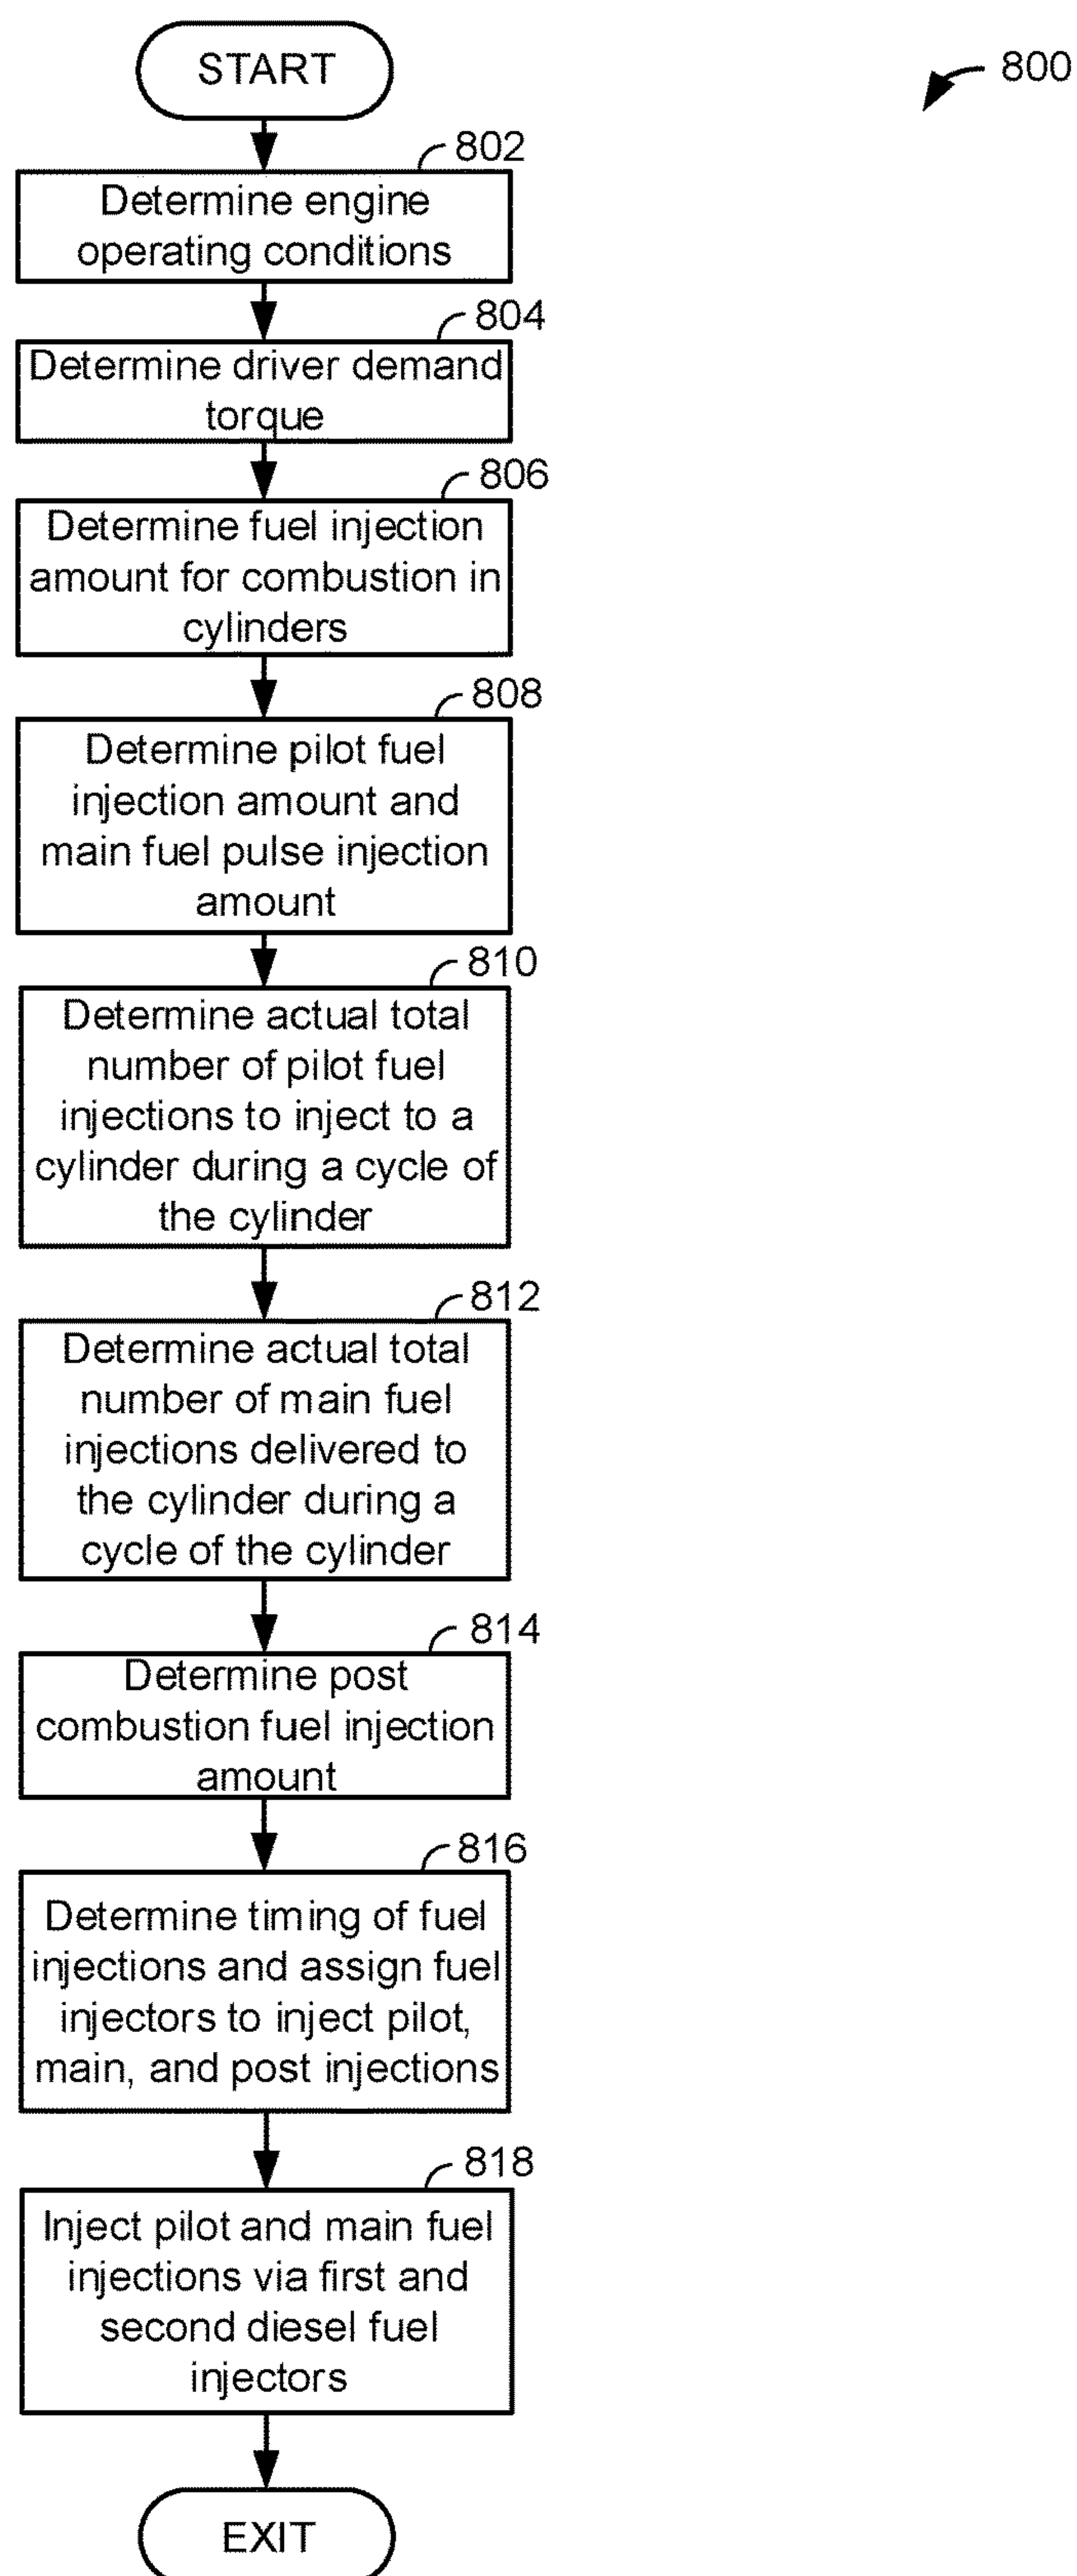 START
800
802
Determine engine
operating conditions
804
Determine driver demand
torque
806
Determine fuel injection
amount for combustion in
cylinders
808
Determine pilot fuel
injection amount and
main fuel pulse injection
amount
810
Determine actual total
number of pilot fuel
injections to inject to a
cylinder during a cycle of
the cylinder
812
Determine actual total
number of main fuel
injections delivered to
the cylinder during a
cycle of the cylinder
814
Determine post
combustion fuel injection
amount
816
Determine timing of fuel
injections and assign fuel
injectors to inject pilot,
main, and post injections
818
Inject pilot and main fuel
injections via first and
second diesel fuel
injectors
EXIT